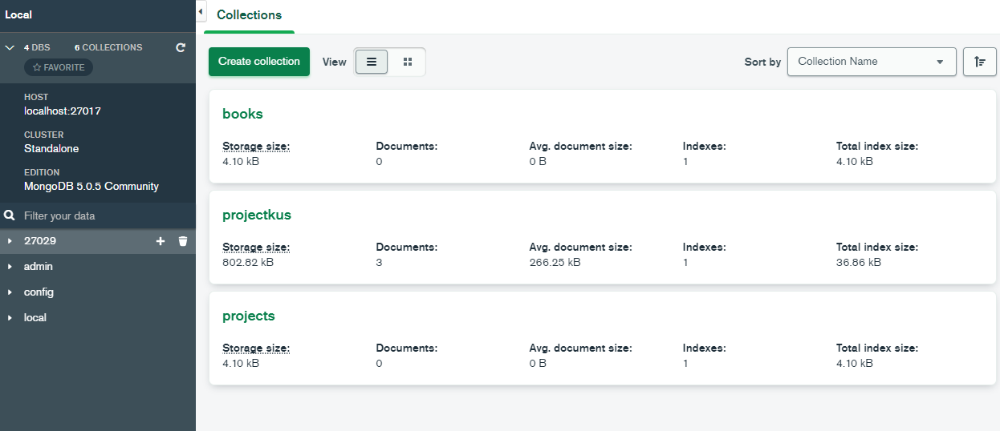 Local
4 DBS 6 COLLECTIONS
FAVORITE
HOST
localhost:27017
CLUSTER
Standalone
EDITION
MongoDB 5.0.5 Community
Filter your data
27029
admin
config
local
Collections
Create collection View Sort by Collection Name
books
Storage size: Documents: Avg. document size: Indexes: Total index size:
4.10 kB 0 0 B 1 4.10 kB
projectkus
Storage size: Documents: Avg. document size: Indexes: Total index size:
802.82 kB 3 266.25 kB 1 36.86 kB
projects
Storage size: Documents: Avg. document size: Indexes: Total index size:
4.10 kB 0 0 B 1 4.10 kB